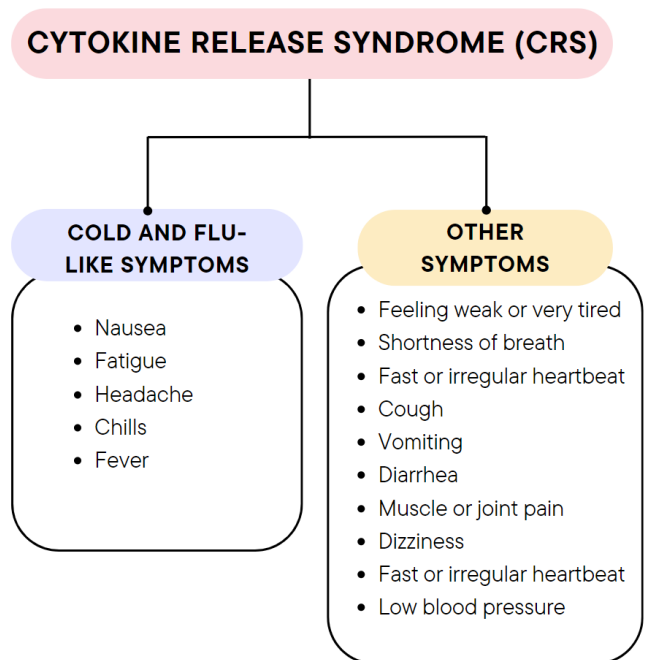 CYTOKINE RELEASE SYNDROME (CRS)
COLD AND FLU-
LIKE SYMPTOMS
• Nausea
• Fatigue
• Headache
• Chills
• Fever
OTHER
SYMPTOMS
• Feeling weak or very tired
• Shortness of breath
• Fast or irregular heartbeat
• Cough
• Vomiting
• Diarrhea
• Muscle or joint pain
• Dizziness
• Fast or irregular heartbeat
• Low blood pressure